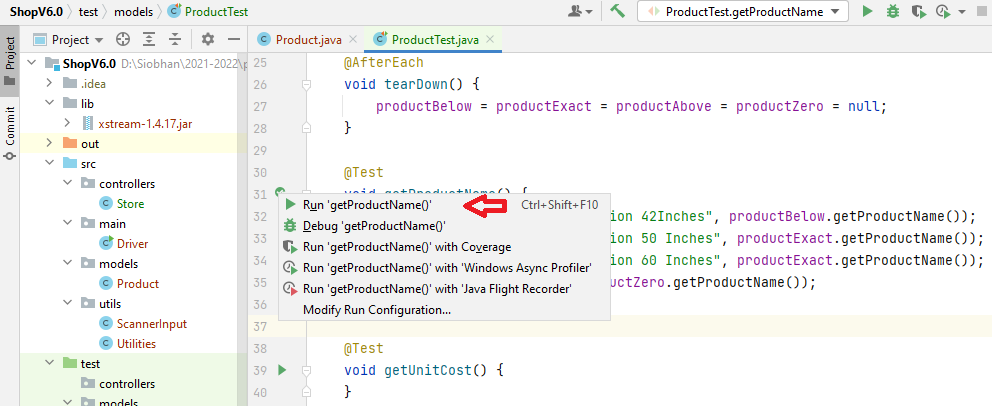 ShopV6.0 test models ProductTest
ProductTest.getProductName
Project
Commit
Project
ShopV6.0 D:\Siobhan\2021-2022\p
.idea
lib
xstream-1.4.17.jar
out
src
controllers
Store
main
Driver
models
Product
utils
ScannerInput
Utilities
test
controllers
models
Product.java
ProductTest.java
25 @AfterEach
26 void tearDown() {
27 productBelow = productExact = productAbove = productZero = null;
28 }
29
30 @Test
31 void getProductName() {
Run 'getProductName()' Ctrl+Shift+F10
ion 42Inches", productBelow.getProductName());
Debug 'getProductName()'
Run 'getProductName()' with Coverage
33 ion 50 Inches", productExact.getProductName());
Run 'getProductName()' with 'Windows Async Profiler'
34 ion 60 Inches", productExact.getProductName());
Run 'getProductName()' with 'Java Flight Recorder'
35 uctZero.getProductName());
Modify Run Configuration...
36
37
38 @Test
39 void getUnitCost() {
40 }